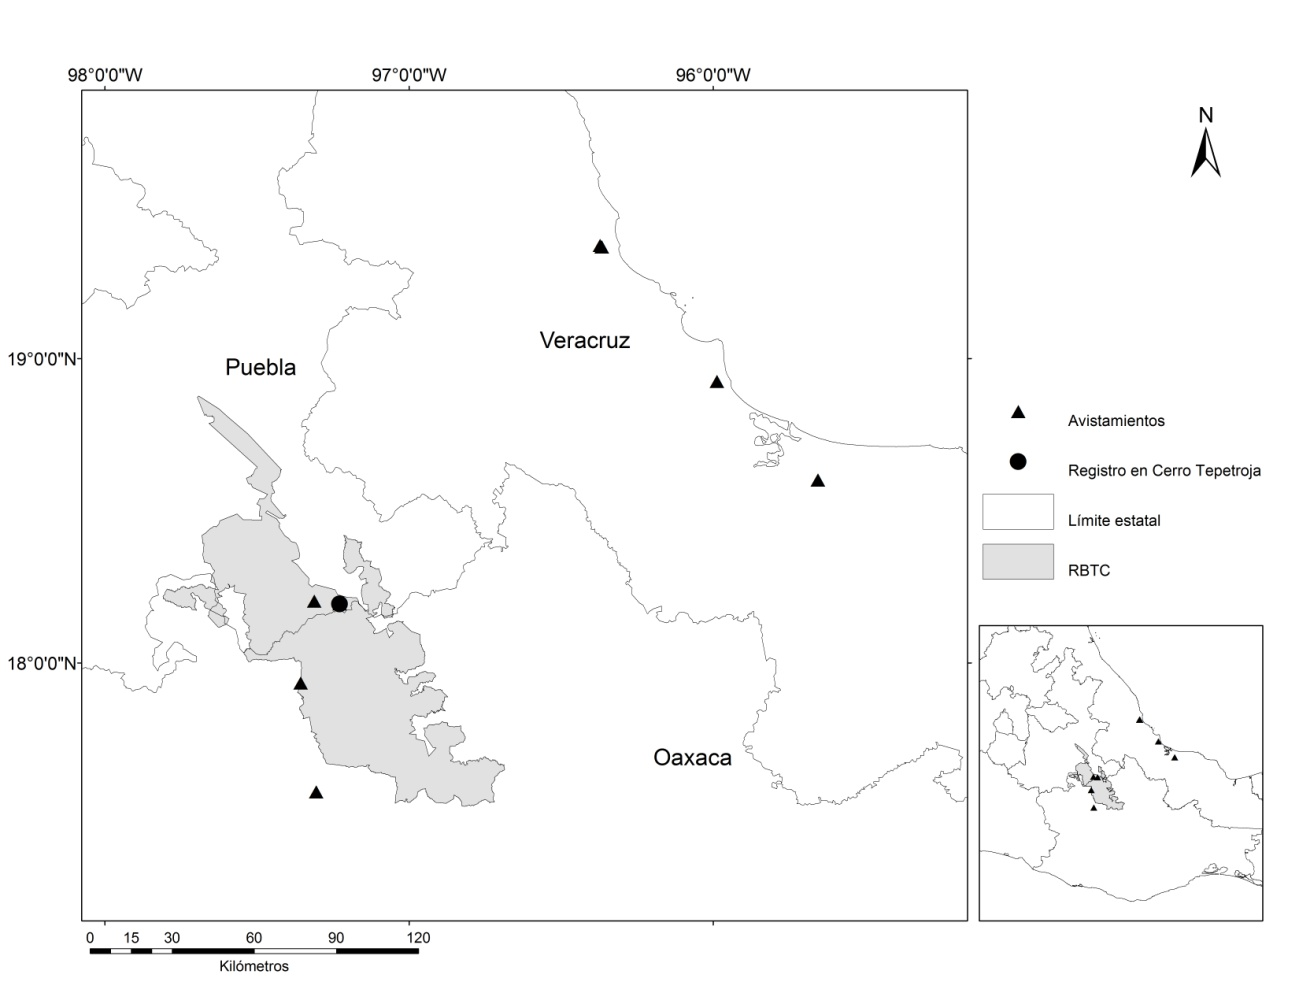 98°0'0"W 97°0'0"W 96°0'0"W
N
Veracruz
19°0'0"N
Puebla
Avistamientos
Registro en Cerro Tepetroja
Límite estatal
RBTC
18°0'0"N
Oaxaca
0 15 30 60 90 120
Kilómetros